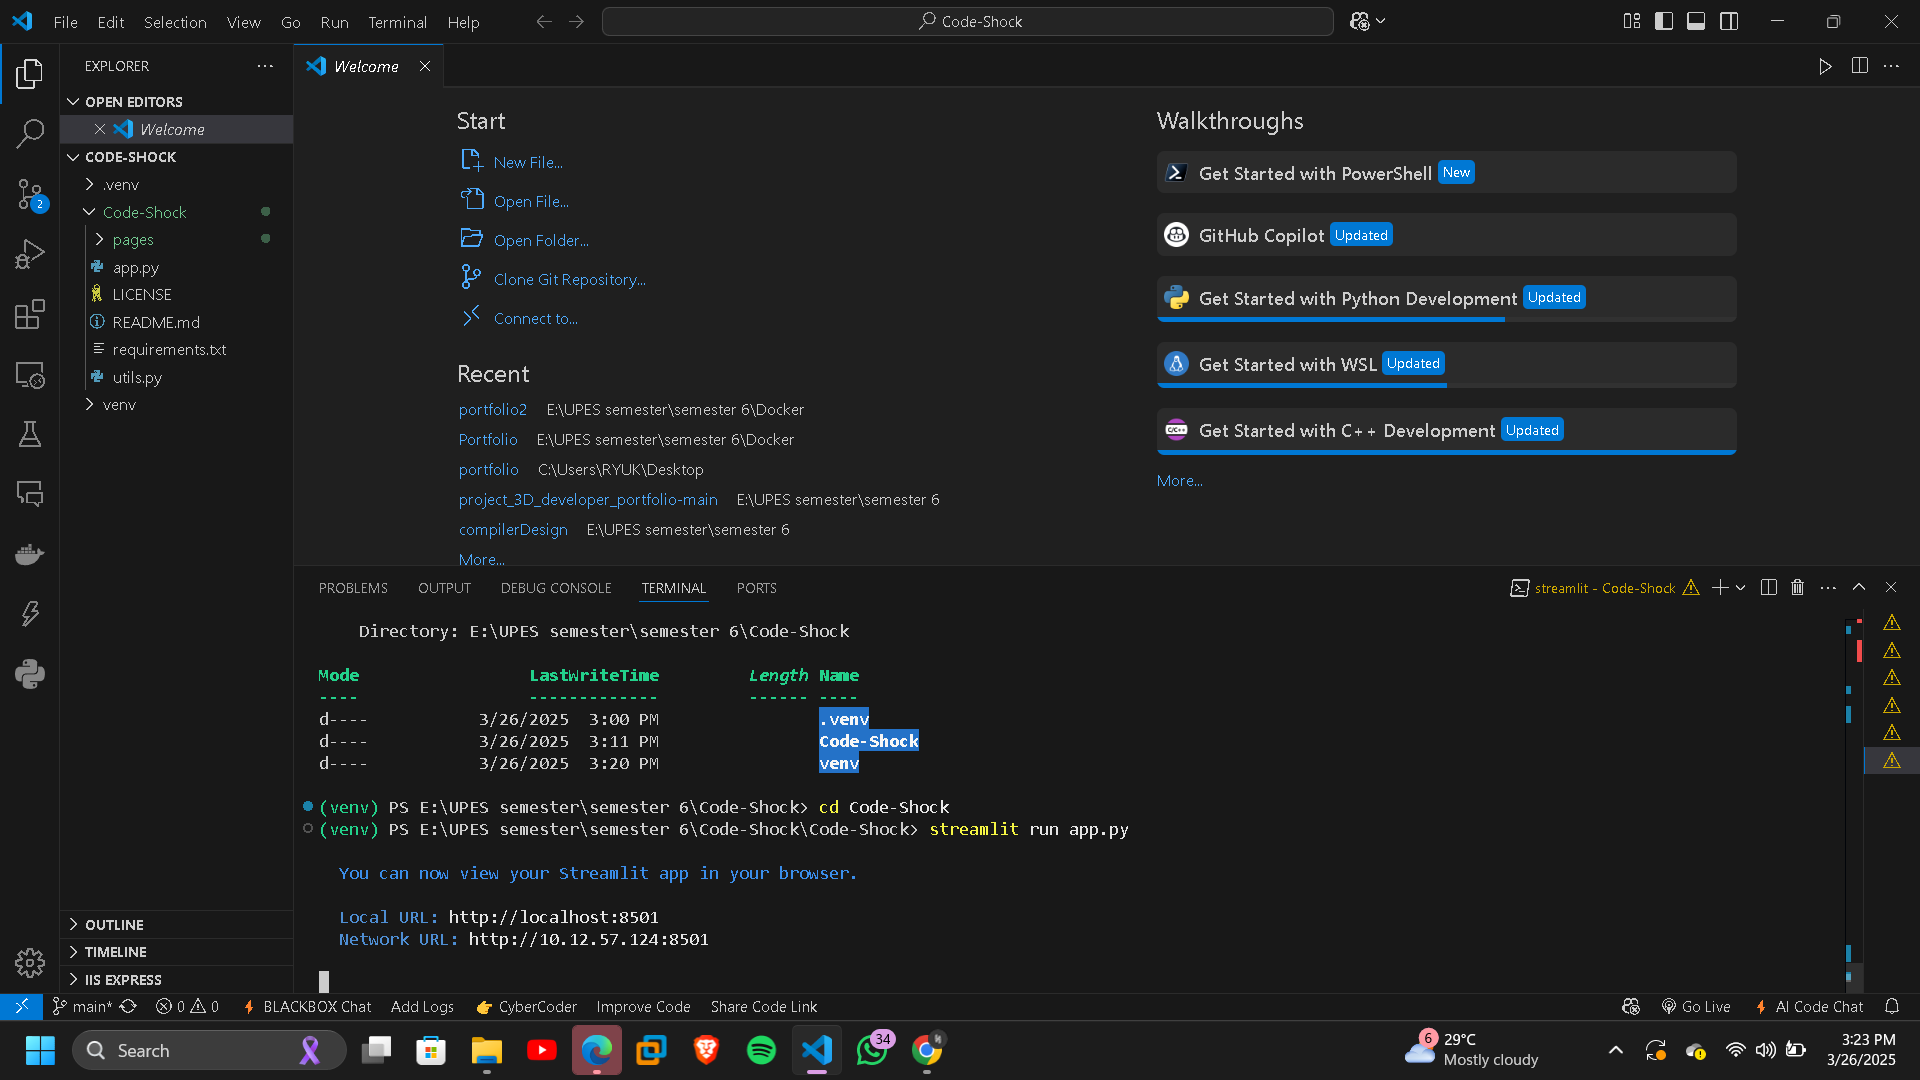 File Edit Selection View Go Run Terminal Help
Code-Shock
EXPLORER
OPEN EDITORS
Welcome
CODE-SHOCK
.venv
Code-Shock
pages
app.py
LICENSE
README.md
requirements.txt
utils.py
venv
OUTLINE
TIMELINE
IIS EXPRESS
2
Welcome
Start
New File...
Open File...
Open Folder...
Clone Git Repository...
Connect to...
Recent
portfolio2 E:\UPES semester\semester 6\Docker
Portfolio E:\UPES semester\semester 6\Docker
portfolio C:\Users\RYUK\Desktop
project_3D_developer_portfolio-main E:\UPES semester\semester 6
compilerDesign E:\UPES semester\semester 6
More...
Walkthroughs
Get Started with PowerShell New
GitHub Copilot Updated
Get Started with Python Development Updated
Get Started with WSL Updated
C/C++ Get Started with C++ Development Updated
More...
PROBLEMS OUTPUT DEBUG CONSOLE TERMINAL PORTS
streamlit - Code-Shock
Directory: E:\UPES semester\semester 6\Code-Shock
Mode LastWriteTime Length Name
---- ------------- ------ ----
d---- 3/26/2025 3:00 PM .venv
d---- 3/26/2025 3:11 PM Code-Shock
d---- 3/26/2025 3:20 PM venv
(venv) PS E:\UPES semester\semester 6\Code-Shock> cd Code-Shock
(venv) PS E:\UPES semester\semester 6\Code-Shock\Code-Shock> streamlit run app.py
You can now view your Streamlit app in your browser.
Local URL: http://localhost:8501
Network URL: http://10.12.57.124:8501
main* 0 0 BLACKBOX Chat Add Logs CyberCoder Improve Code Share Code Link
Go Live AI Code Chat
Search
34
6
29°C
Mostly cloudy
3:23 PM
3/26/2025